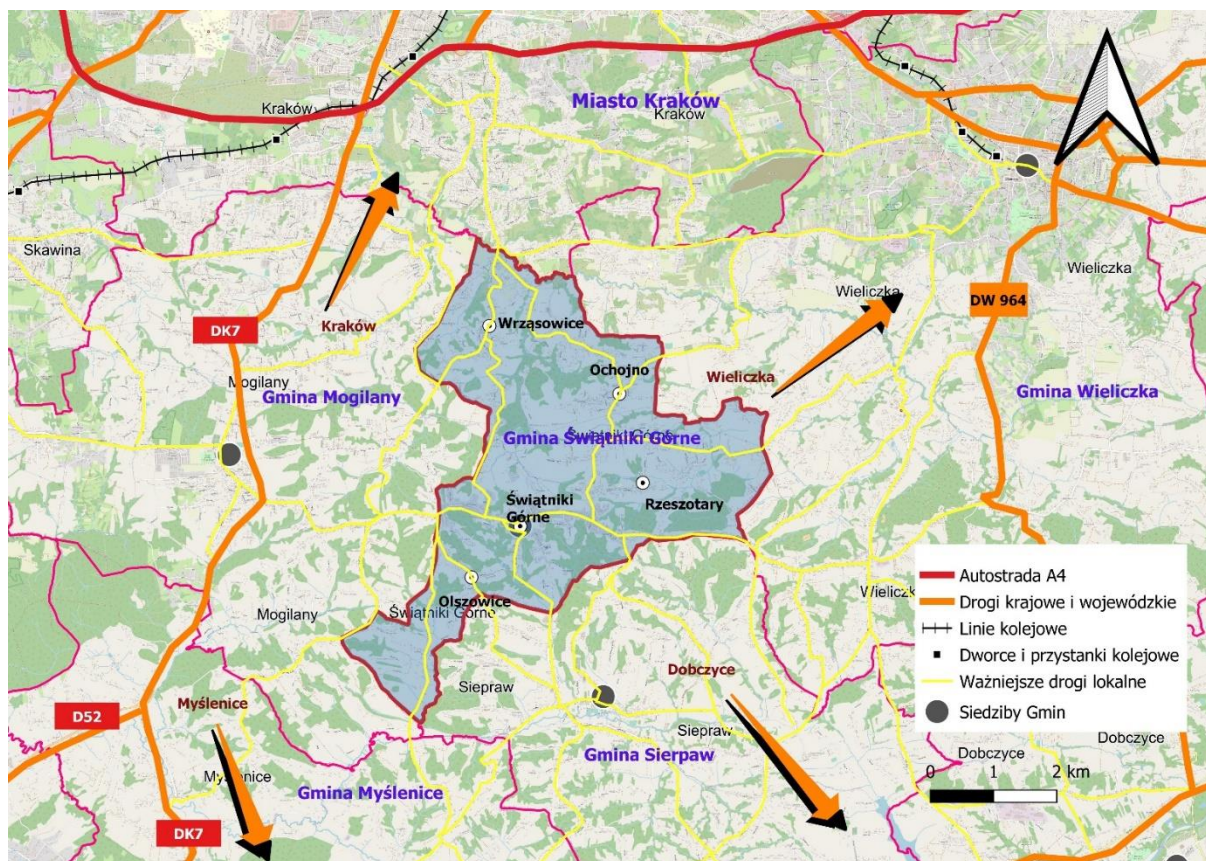 Miasto Kraków
Kraków
Kraków
Skawina
Wieliczka
Wieliczka
DW 964
Wrząsowice
Kraków
DK7
Ochojno
Wieliczka
Mogilany
Gmina Mogilany
Gmina Wieliczka
Gmina Świątniki Górne
Świątniki Górne
Świątniki
Górne
Rzeszotary
Autostrada A4
Drogi krajowe i wojewódzkie
Linie kolejowe
Dworce i przystanki kolejowe
Ważniejsze drogi lokalne
Siedziby Gmin
Wieliczka
Olszowice
Mogilany
Świątniki Górne
Dobczyce
Siepraw
Myślenice
D52
Siepraw
Dobczyce
Dobczyce
Gmina Sierpaw
Myślenice
Gmina Myślenice
0 1 2 km
DK7